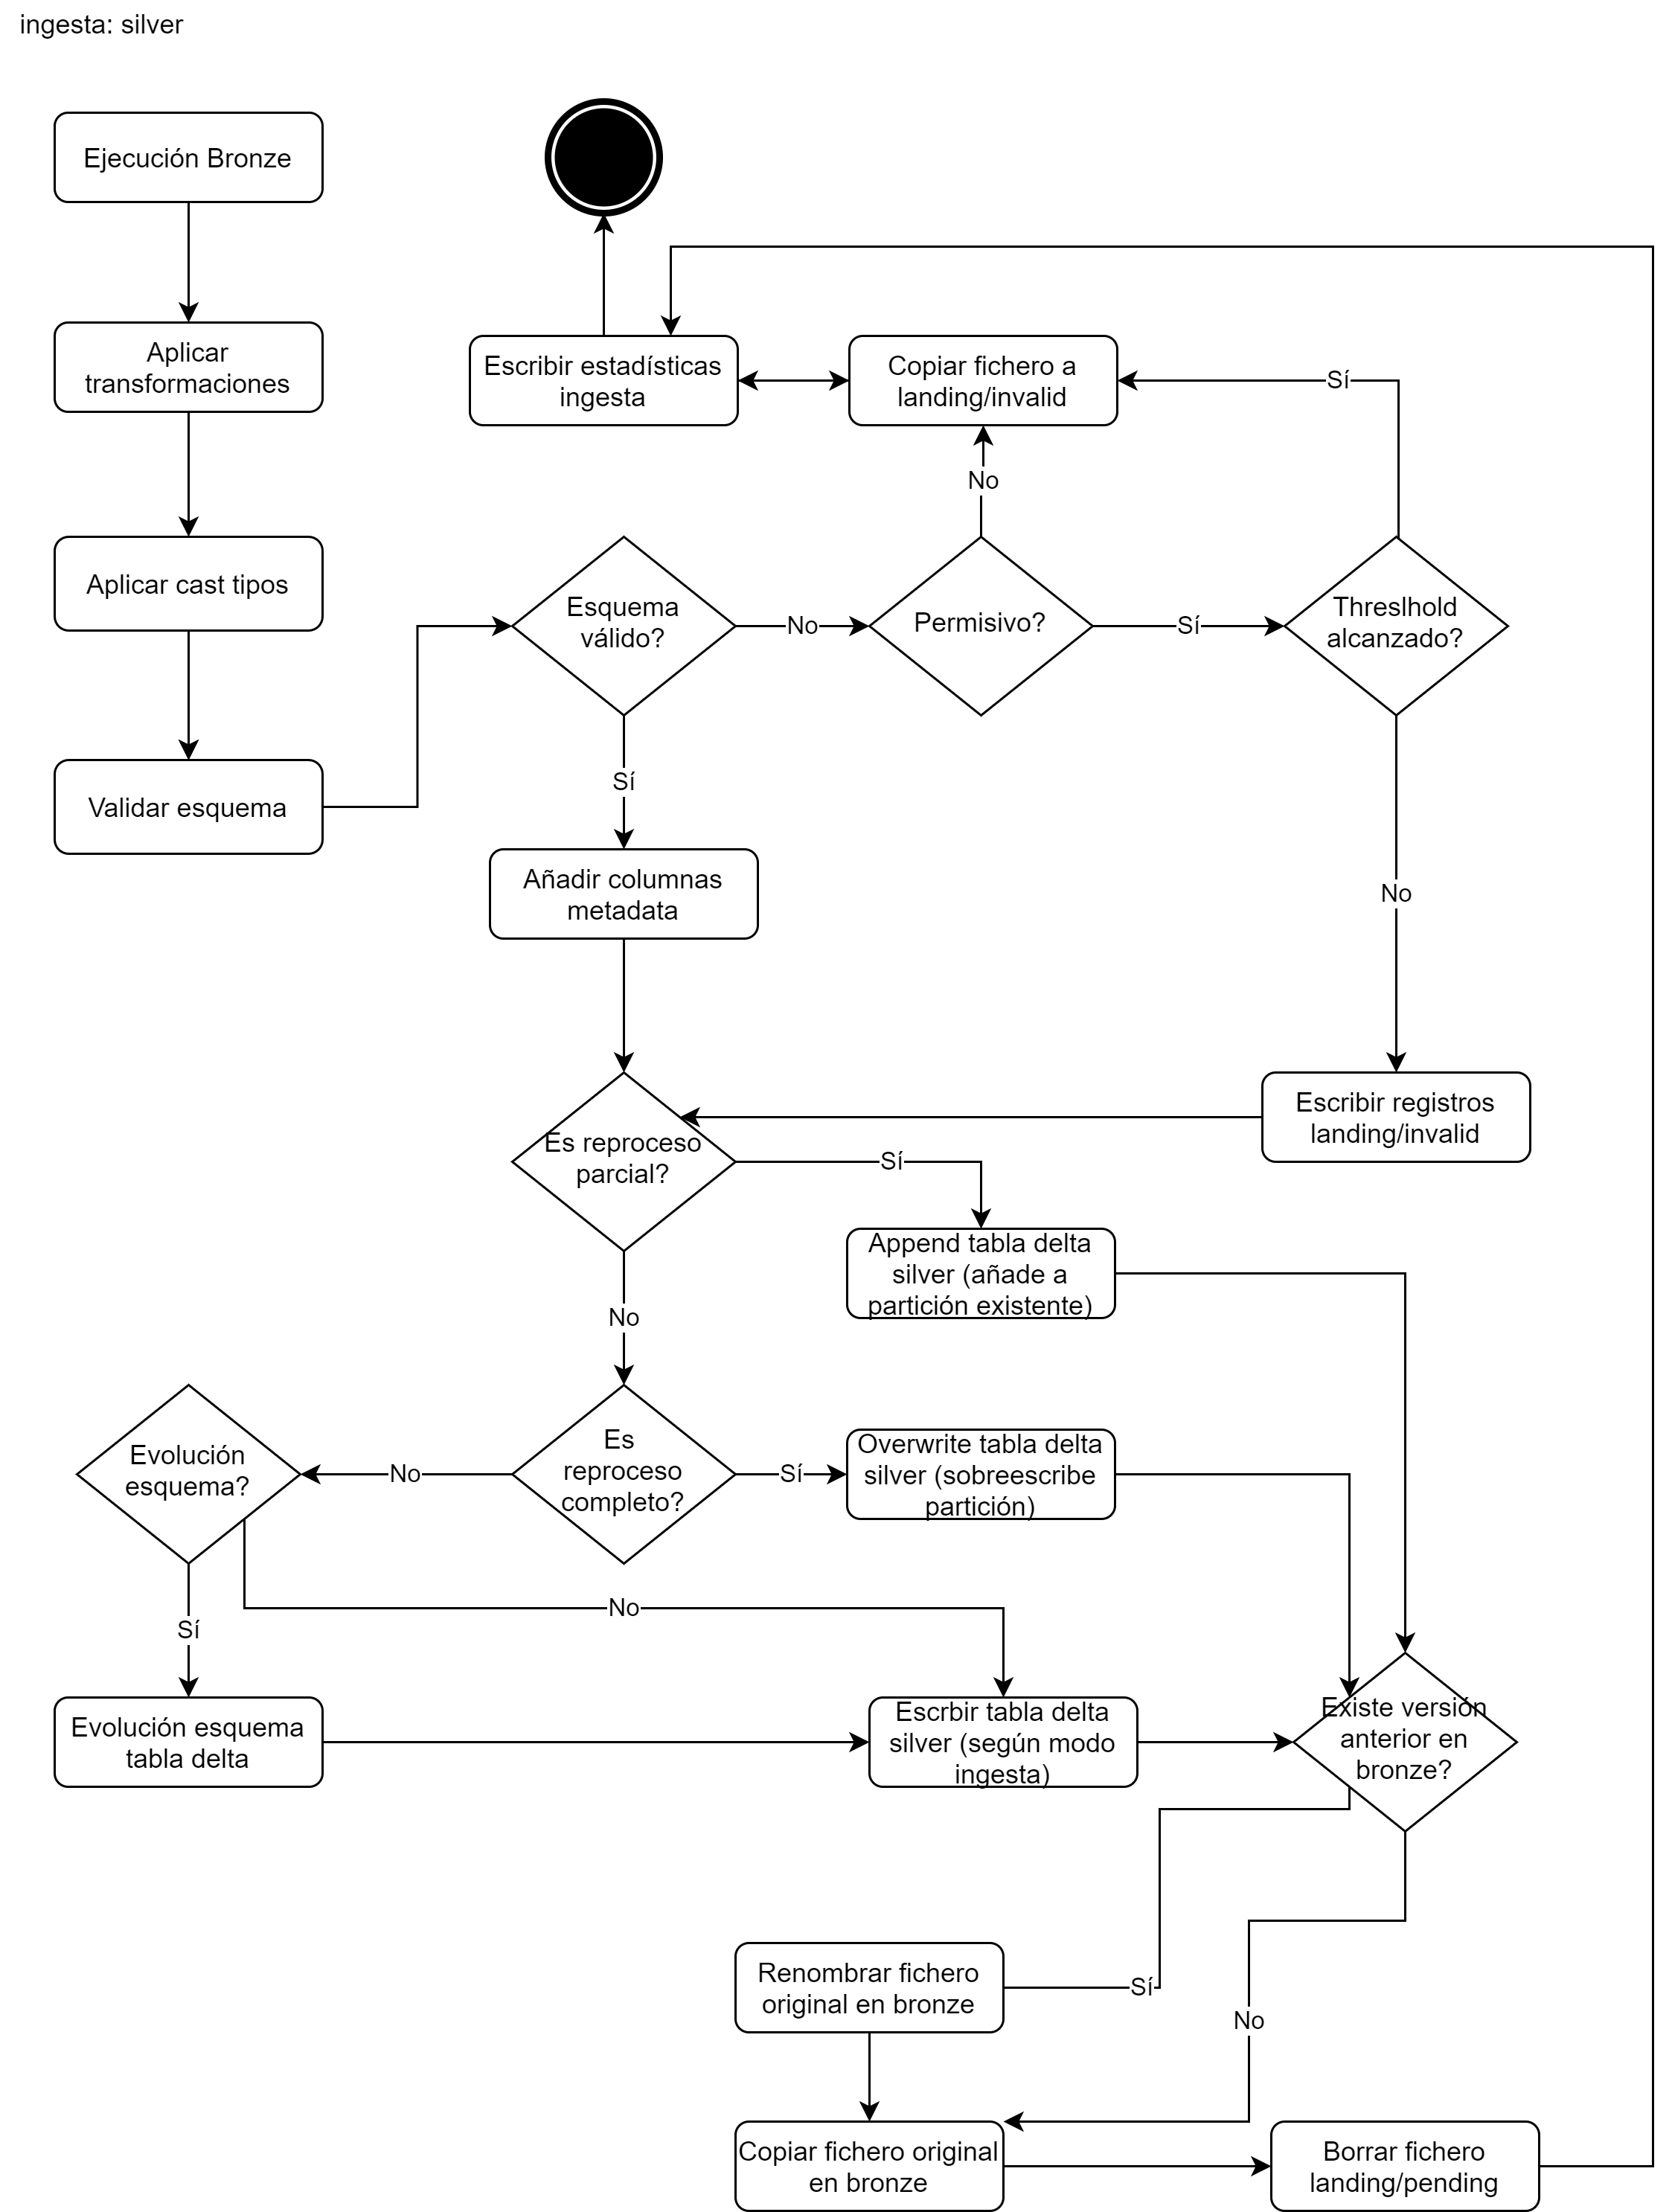 ingesta: silver
Ejecución Bronze
Aplicar
transformaciones
Escribir estadísticas
ingesta
Copiar fichero a
landing/invalid
Sí
No
Aplicar cast tipos
Esquema
válido?
No
Permisivo?
Sí
Threslhold
alcanzado?
Sí
Validar esquema
Añadir columnas
metadata
No
Es reproceso
parcial?
Escribir registros
landing/invalid
Sí
Append tabla delta
silver (añade a
partición existente)
No
Evolución
esquema?
No
Es
reproceso
completo?
Sí
Overwrite tabla delta
silver (sobreescribe
partición)
No
Sí
Evolución esquema
tabla delta
Escrbir tabla delta
silver (según modo
ingesta)
Existe versión
anterior en
bronze?
Renombrar fichero
original en bronze
Sí
No
Copiar fichero original
en bronze
Borrar fichero
landing/pending